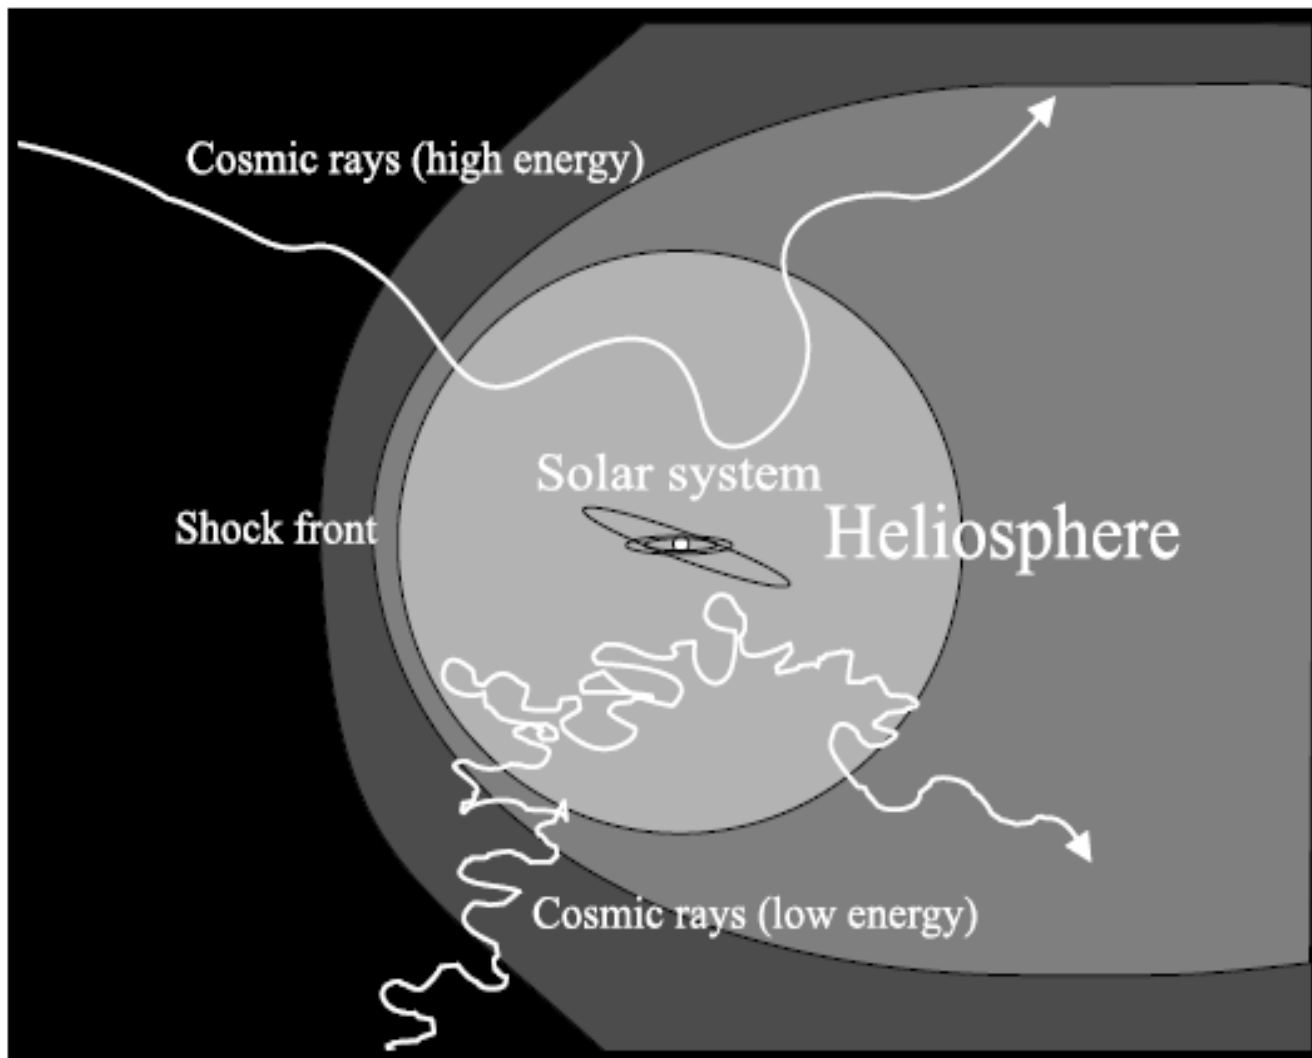 Cosmic rays (high energy)
Solar system
Heliosphere
Shock front
Cosmic rays (low energy)